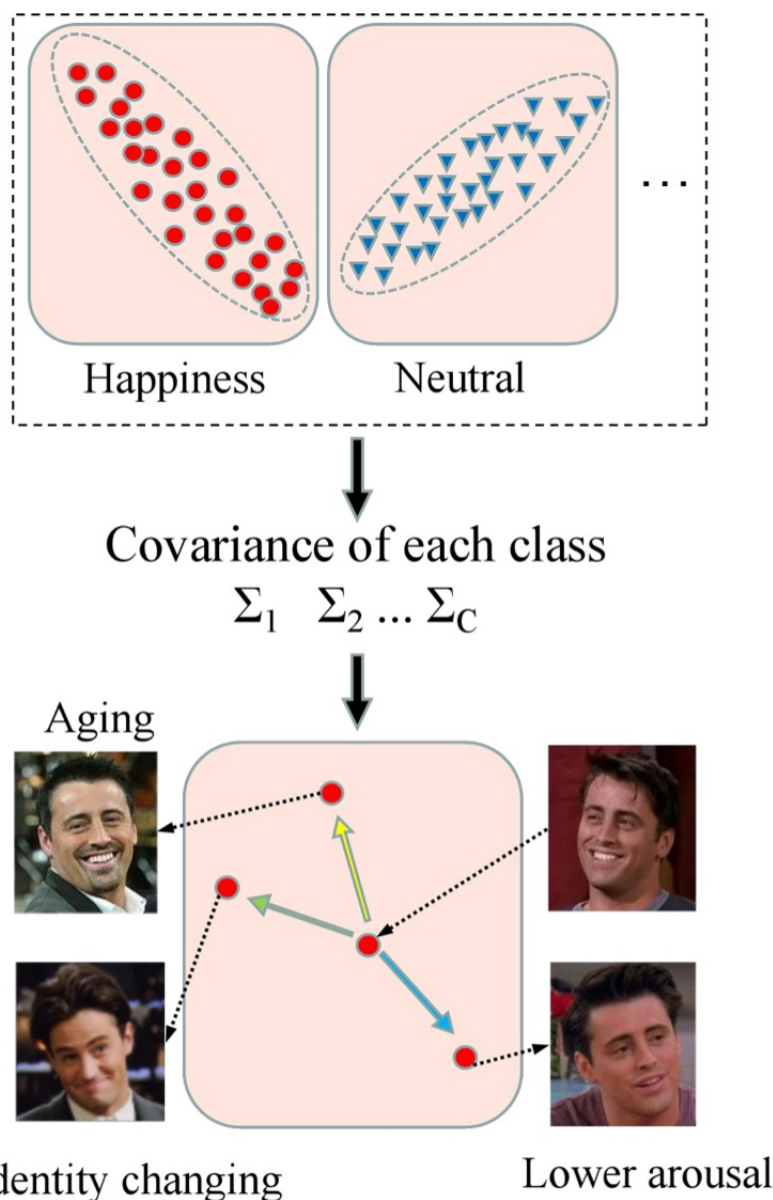 Happiness
Neutral
...
Covariance of each class
Σ1 Σ2 ... ΣC
Aging
dentity changing
Lower arousal